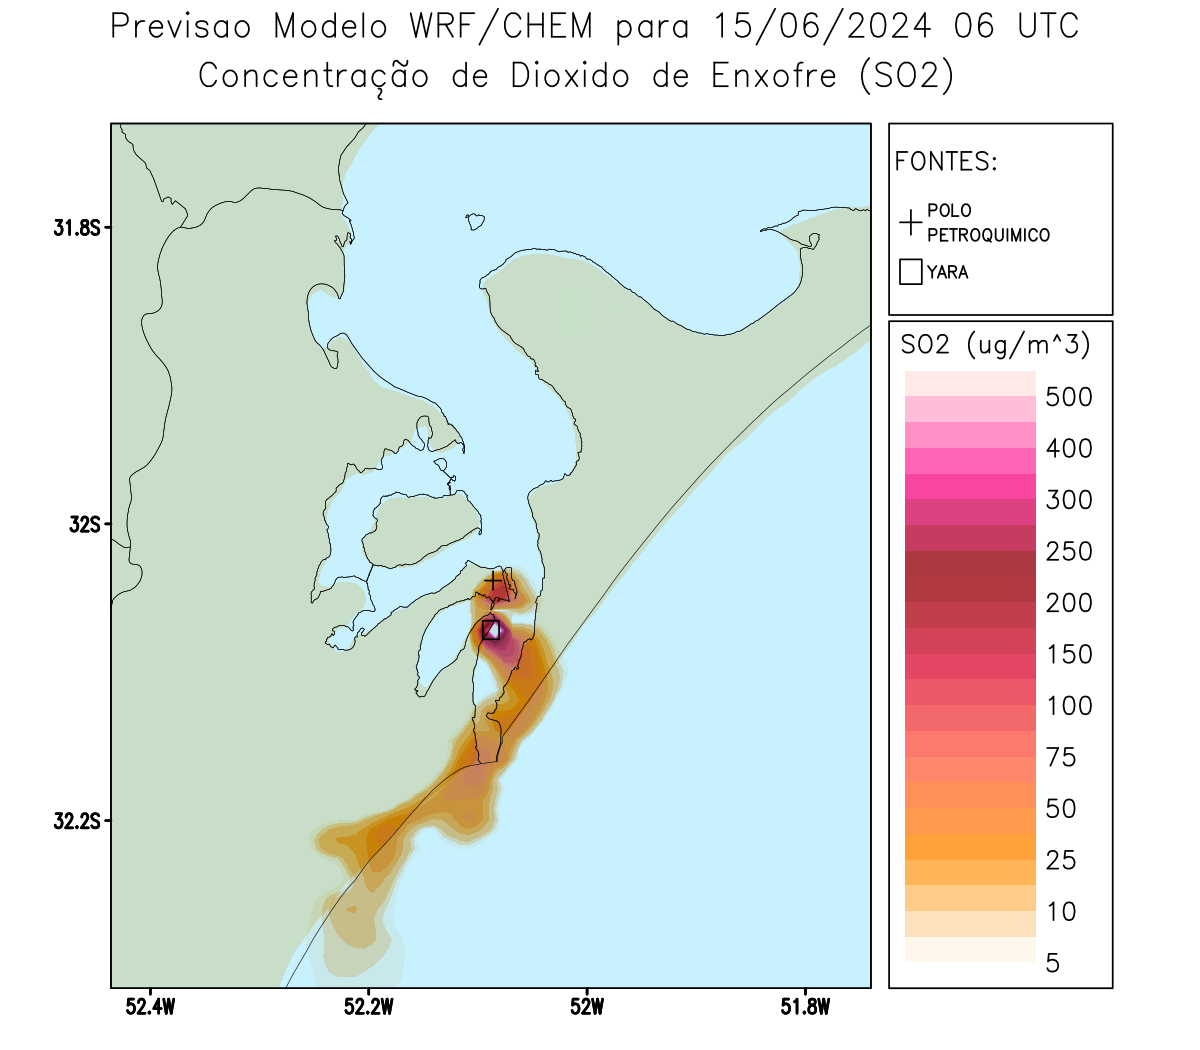 Previsao Modelo WRF/CHEM para 15/06/2024 06 UTC
Concentração de Dioxido de Enxofre (SO2)
FONTES:
POLO
PETROQUIMICO
YARA
31.8S
32S
32.2S
52.4W
52.2W
52W
51.8W
SO2 (ug/m^3)
500
400
300
250
200
150
100
75
50
25
10
5